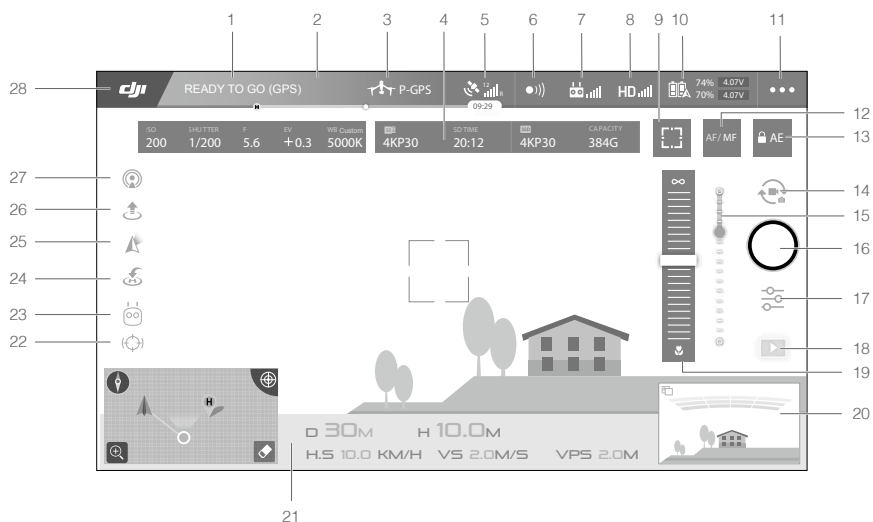 1 2 3 4 5 6 7 8 9 10 11
28 dji READY TO GO (GPS) P-GPS 12 R HD 74% 4.07V
70% 4.07V
H 09:29
ISO SHUTTER F EV WB Custom SD TIME CAPACITY
200 1/200 5.6 +0.3 5000K 4KP30 20:12 4KP30 384G AF/MF AE
12
13
27
26
25
24
23
22
14
15
16
17
18
19
20
H
D 30M H 10.0M
H.S 10.0 KM/H VS 2.0M/S VPS 2.0M
21